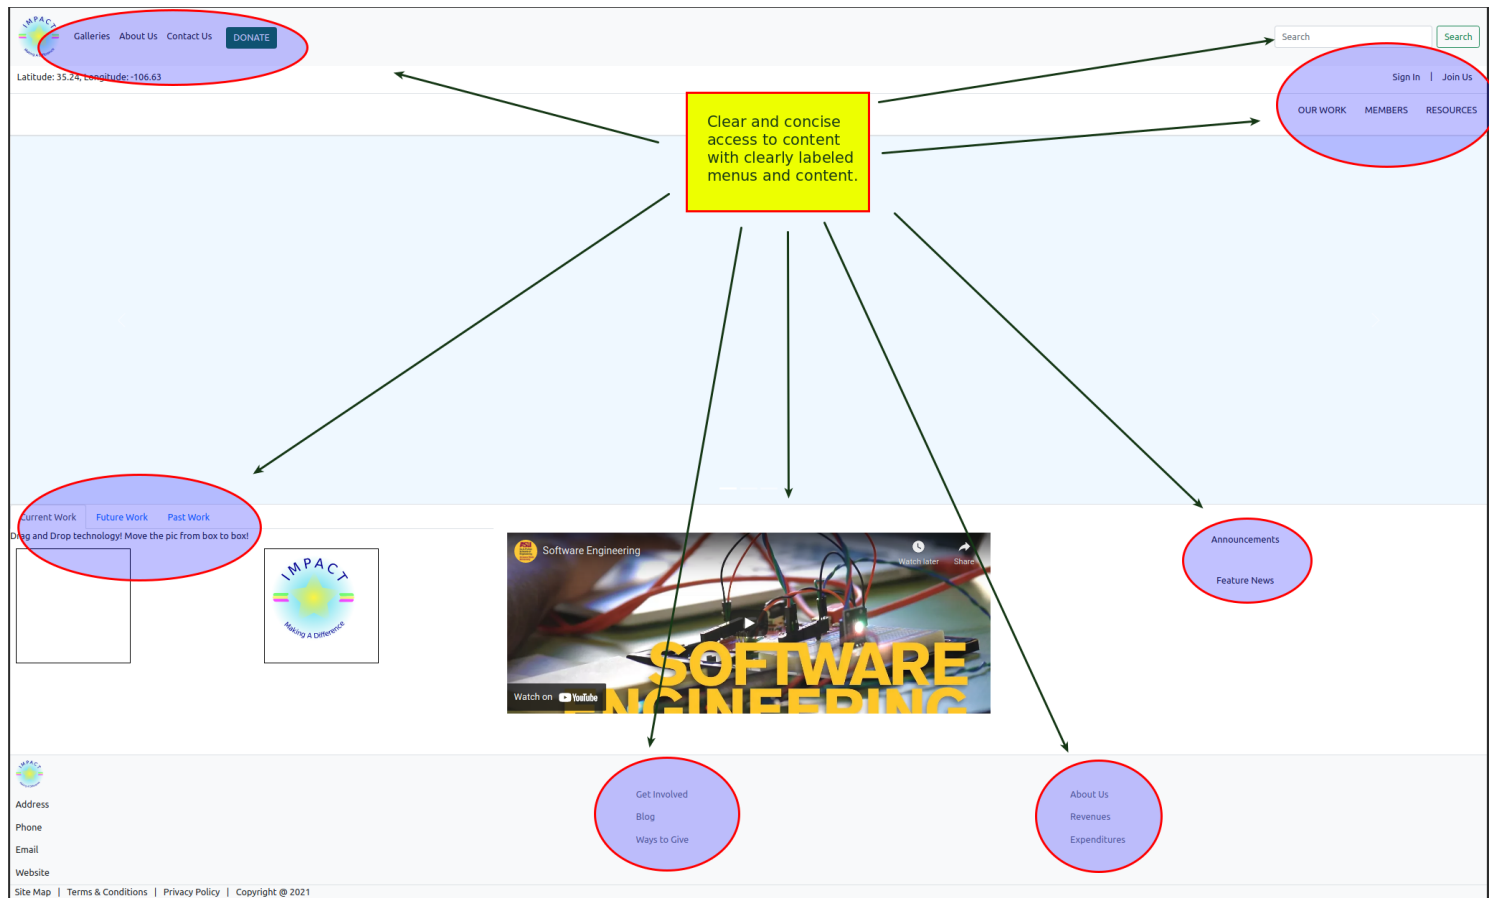 IMPACT
Galleries About Us Contact Us DONATE
Search Search
Latitude: 35.24, Longitude: -106.63
Sign In | Join Us
OUR WORK MEMBERS RESOURCES
Clear and concise
access to content
with clearly labeled
menus and content.
Current Work Future Work Past Work
Drag and Drop technology! Move the pic from box to box!
IMPACT
Making A Difference
Software Engineering
Watch later Share
SOFTWARE
ENGINEERING
Watch on YouTube
Announcements
Feature News
IMPACT
Address
Phone
Email
Website
Get Involved
Blog
Ways to Give
About Us
Revenues
Expenditures
Site Map | Terms & Conditions | Privacy Policy | Copyright @ 2021